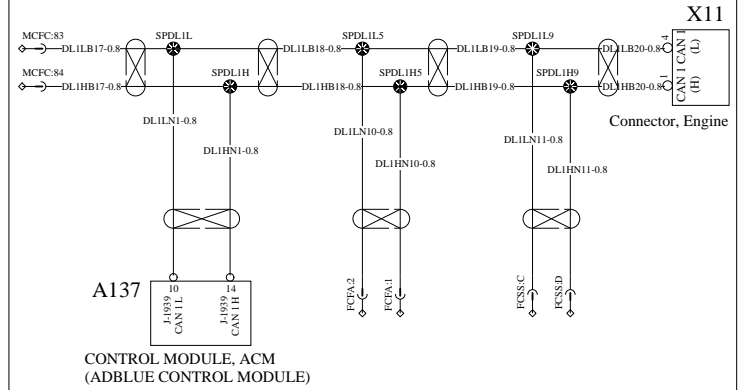 X11
MCFC:83
SPDL1L
SPDL1L5
SPDL1L9
4
DL1LB17-0.8
DL1LB18-0.8
DL1LB19-0.8
DL1LB20-0.8
CAN 1 CAN 1
(L)
MCFC:84
SPDL1H
SPDL1H5
SPDL1H9
1
DL1HB17-0.8
DL1HB18-0.8
DL1HB19-0.8
DL1HB20-0.8
(H)
Connector, Engine
DL1LN1-0.8
DL1LN10-0.8
DL1LN11-0.8
DL1HN1-0.8
DL1HN10-0.8
DL1HN11-0.8
A137
10
14
J-1939
CAN 1 L
J-1939
CAN 1 H
FCFA:2
FCFA:1
FCSS:C
FCSS:D
CONTROL MODULE, ACM
(ADBLUE CONTROL MODULE)